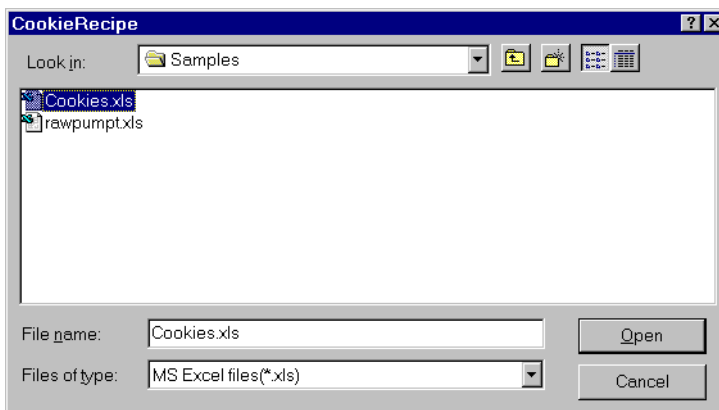 CookieRecipe
Look in: Samples
Cookies.xls
rawpumpt.xls
File name: Cookies.xls Open
Files of type: MS Excel files(*.xls) Cancel